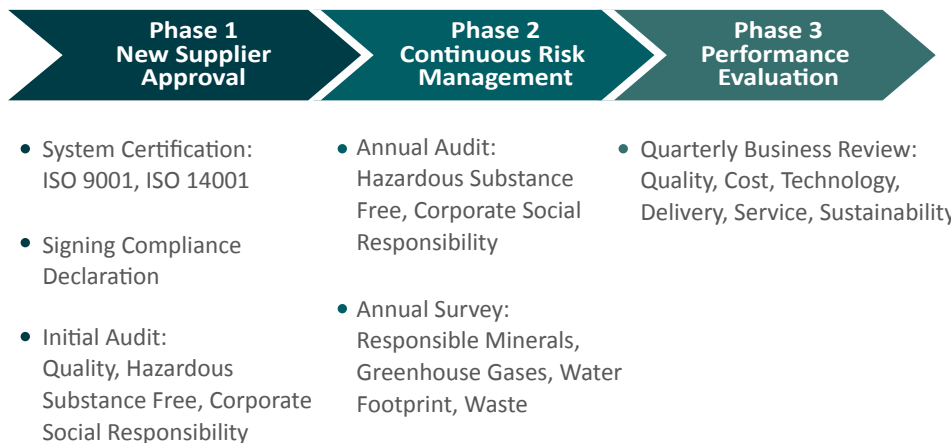 Phase 1
New Supplier
Approval
Phase 2
Continuous Risk
Management
Phase 3
Performance
Evaluation
• System Certification:
ISO 9001, ISO 14001
• Signing Compliance
Declaration
• Initial Audit:
Quality, Hazardous
Substance Free, Corporate
Social Responsibility
• Annual Audit:
Hazardous Substance
Free, Corporate Social
Responsibility
• Annual Survey:
Responsible Minerals,
Greenhouse Gases, Water
Footprint, Waste
• Quarterly Business Review:
Quality, Cost, Technology,
Delivery, Service, Sustainability